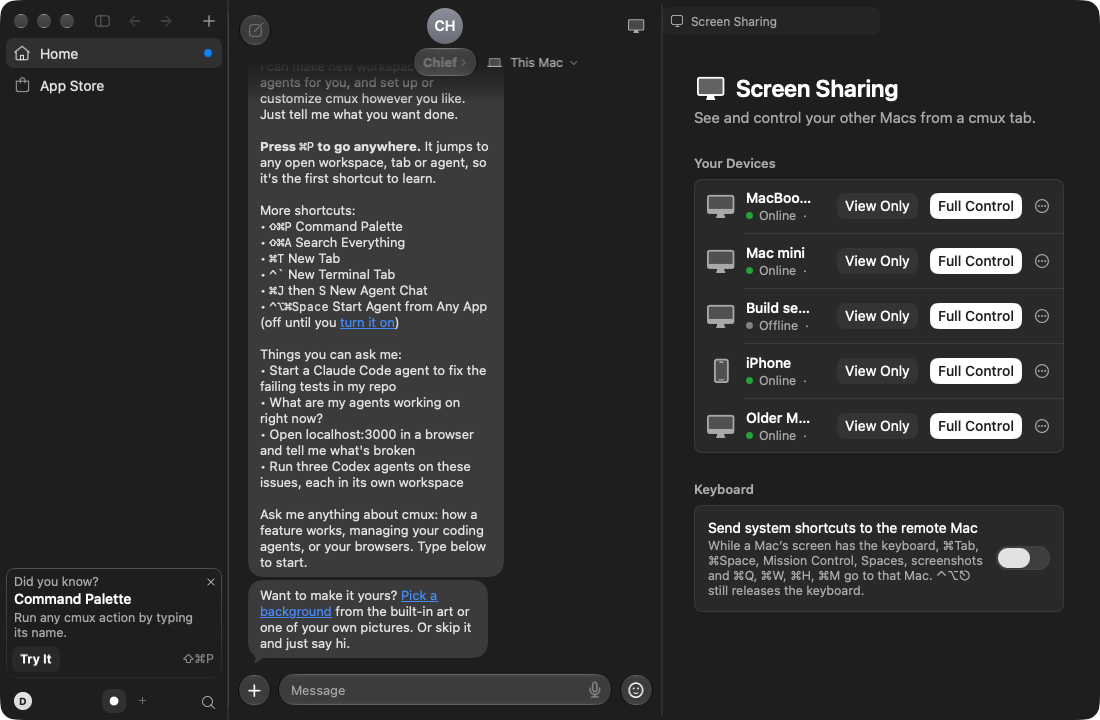 Home
App Store
Did you know?
Command Palette
Run any cmux action by typing
its name.
Try It
⇧⌘P
D
CH
Chief
This Mac
I can make new workspac
agents for you, and set up or
customize cmux however you like.
Just tell me what you want done.
Press ⌘P to go anywhere. It jumps to
any open workspace, tab or agent, so
it's the first shortcut to learn.
More shortcuts:
• ⇧⌘P Command Palette
• ⇧⌘A Search Everything
• ⌘T New Tab
• ^` New Terminal Tab
• ⌘J then S New Agent Chat
• ^⌥⌘Space Start Agent from Any App
(off until you turn it on)
Things you can ask me:
• Start a Claude Code agent to fix the
failing tests in my repo
• What are my agents working on
right now?
• Open localhost:3000 in a browser
and tell me what's broken
• Run three Codex agents on these
issues, each in its own workspace
Ask me anything about cmux: how a
feature works, managing your coding
agents, or your browsers. Type below
to start.
Want to make it yours? Pick a
background from the built-in art or
one of your own pictures. Or skip it
and just say hi.
Message
Screen Sharing
Screen Sharing
See and control your other Macs from a cmux tab.
Your Devices
MacBoo...
Online ·
View Only
Full Control
Mac mini
Online ·
View Only
Full Control
Build se...
Offline ·
View Only
Full Control
iPhone
Online ·
View Only
Full Control
Older M...
Online ·
View Only
Full Control
Keyboard
Send system shortcuts to the remote Mac
While a Mac's screen has the keyboard, ⌘Tab,
⌘Space, Mission Control, Spaces, screenshots
and ⌘Q, ⌘W, ⌘H, ⌘M go to that Mac. ^⌥⎋
still releases the keyboard.